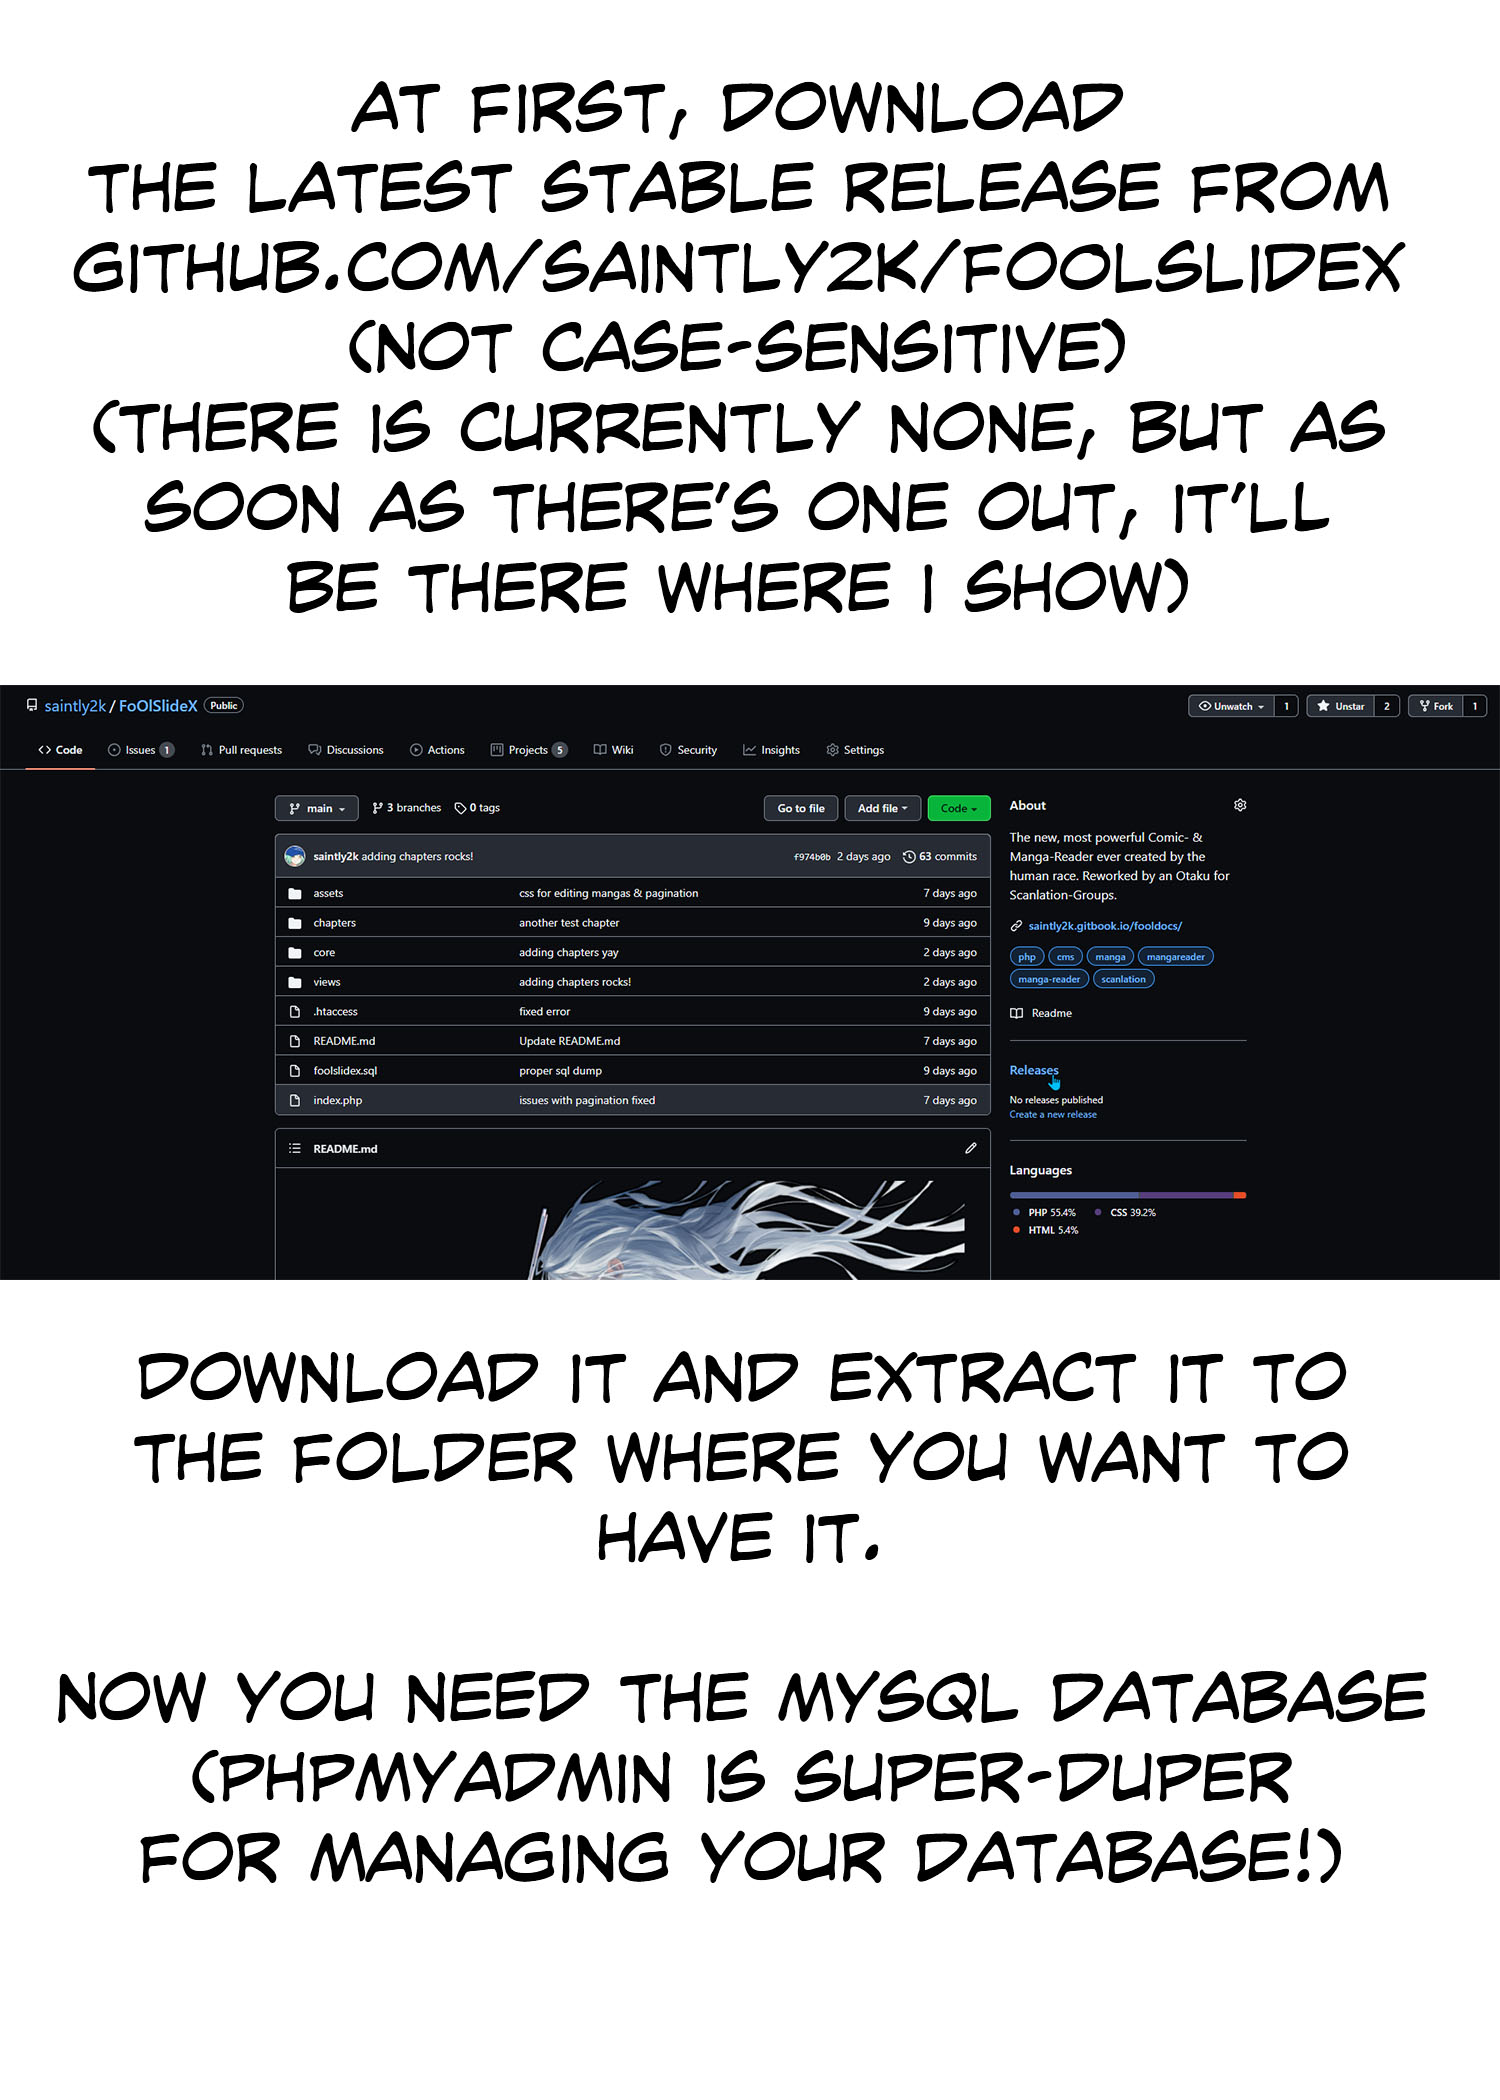 AT FIRST, DOWNLOAD
THE LATEST STABLE RELEASE FROM
GITHUB.COM/SAINTLY2K/FOOLSLIDEX
(NOT CASE-SENSITIVE)
(THERE IS CURRENTLY NONE, BUT AS
SOON AS THERE'S ONE OUT, IT'LL
BE THERE WHERE I SHOW)
saintly2k / FoOlSlideX Public Unwatch 1 Unstar 2 Fork 1
Code Issues 1 Pull requests Discussions Actions Projects 5 Wiki Security Insights Settings
main 3 branches 0 tags Go to file Add file Code
saintly2k adding chapters rocks! f974b0b 2 days ago 63 commits
assets css for editing mangas & pagination 7 days ago
chapters another test chapter 9 days ago
core adding chapters yay 2 days ago
views adding chapters rocks! 2 days ago
.htaccess fixed error 9 days ago
README.md Update README.md 7 days ago
foolslidex.sql proper sql dump 9 days ago
index.php issues with pagination fixed 7 days ago
README.md
About
The new, most powerful Comic- &
Manga-Reader ever created by the
human race. Reworked by an Otaku for
Scanlation-Groups.
saintly2k.gitbook.io/fooldocs/
php cms manga mangareader
manga-reader scanlation
Readme
Releases
No releases published
Create a new release
Languages
PHP 55.4% CSS 39.2%
HTML 5.4%
DOWNLOAD IT AND EXTRACT IT TO
THE FOLDER WHERE YOU WANT TO
HAVE IT.
NOW YOU NEED THE MYSQL DATABASE
(PHPMYADMIN IS SUPER-DUPER
FOR MANAGING YOUR DATABASE!)